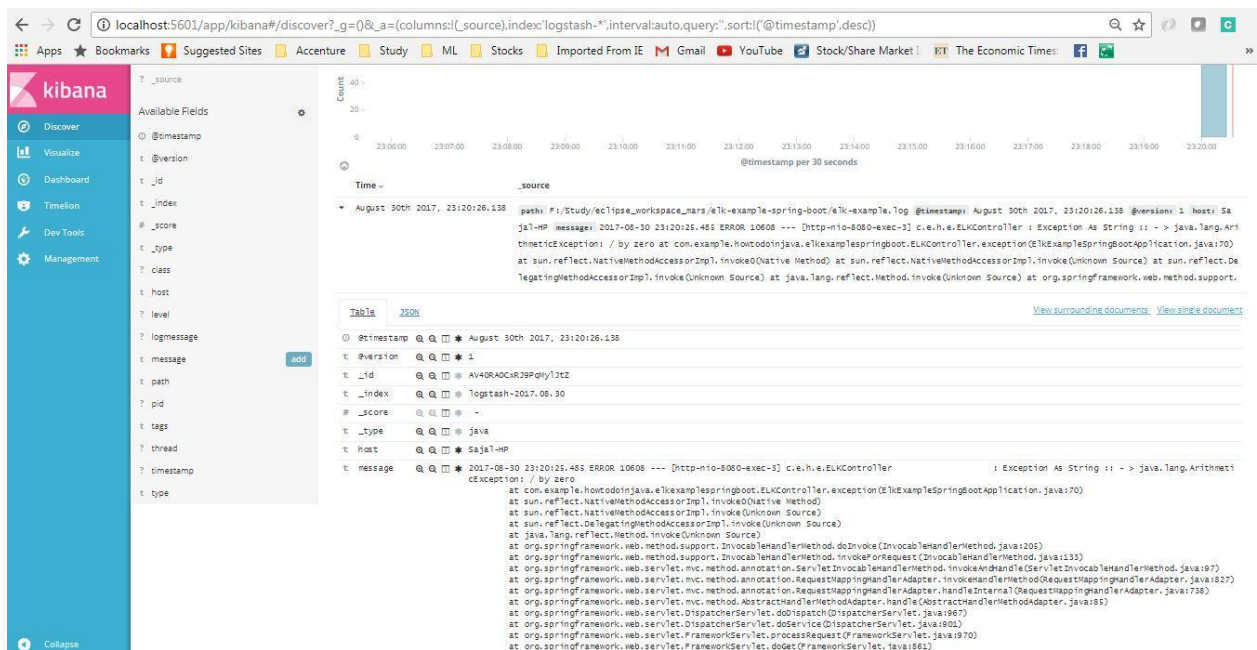 localhost:5601/app/kibana#/discover?_g=()&_a=(columns:!(_source),index:'logstash-*',interval:auto,query:'',sort:!('@timestamp',desc))
Apps Bookmarks Suggested Sites Accenture Study ML Stocks Imported From IE Gmail YouTube Stock/Share Market I ET The Economic Times: »
kibana
Discover
Visualize
Dashboard
Timelion
Dev Tools
Management
Collapse
? _source
Available Fields
@timestamp
t @version
t _id
t _index
# _score
t _type
? class
t host
? level
? logmessage
t message add
t path
? pid
t tags
? thread
? timestamp
t type
Count
40
20
0
23:06:00 23:07:00 23:08:00 23:09:00 23:10:00 23:11:00 23:12:00 23:13:00 23:14:00 23:15:00 23:16:00 23:17:00 23:18:00 23:19:00 23:20:00
@timestamp per 30 seconds
Time _source
August 30th 2017, 23:20:26.138 path: F:/Study/eclipse_workspace_mars/elk-example-spring-boot/elk-example.log @timestamp: August 30th 2017, 23:20:26.138 @version: 1 host: Sa
jal-HP message: 2017-08-30 23:20:25.485 ERROR 10608 --- [http-nio-8080-exec-3] c.e.h.e.ELKController : Exception As String :: - > java.lang.Ari
thmeticException: / by zero at com.example.howtodoinjava.elkexamplespringboot.ELKController.exception(ElkExampleSpringBootApplication.java:70)
at sun.reflect.NativeMethodAccessorImpl.invoke0(Native Method) at sun.reflect.NativeMethodAccessorImpl.invoke(Unknown Source) at sun.reflect.De
legatingMethodAccessorImpl.invoke(Unknown Source) at java.lang.reflect.Method.invoke(Unknown Source) at org.springframework.web.method.support.
Table JSON View surrounding documents View single document
@timestamp August 30th 2017, 23:20:26.138
t @version 1
t _id AV40RA0CxRJ9PqMylJtZ
t _index logstash-2017.08.30
# _score -
t _type java
t host Sajal-HP
t message 2017-08-30 23:20:25.485 ERROR 10608 --- [http-nio-8080-exec-3] c.e.h.e.ELKController : Exception As String :: - > java.lang.Arithmeti
cException: / by zero
at com.example.howtodoinjava.elkexamplespringboot.ELKController.exception(ElkExampleSpringBootApplication.java:70)
at sun.reflect.NativeMethodAccessorImpl.invoke0(Native Method)
at sun.reflect.NativeMethodAccessorImpl.invoke(Unknown Source)
at sun.reflect.DelegatingMethodAccessorImpl.invoke(Unknown Source)
at java.lang.reflect.Method.invoke(Unknown Source)
at org.springframework.web.method.support.InvocableHandlerMethod.doInvoke(InvocableHandlerMethod.java:205)
at org.springframework.web.method.support.InvocableHandlerMethod.invokeForRequest(InvocableHandlerMethod.java:133)
at org.springframework.web.servlet.mvc.method.annotation.ServletInvocableHandlerMethod.invokeAndHandle(ServletInvocableHandlerMethod.java:97)
at org.springframework.web.servlet.mvc.method.annotation.RequestMappingHandlerAdapter.invokeHandlerMethod(RequestMappingHandlerAdapter.java:827)
at org.springframework.web.servlet.mvc.method.annotation.RequestMappingHandlerAdapter.handleInternal(RequestMappingHandlerAdapter.java:738)
at org.springframework.web.servlet.mvc.method.AbstractHandlerMethodAdapter.handle(AbstractHandlerMethodAdapter.java:85)
at org.springframework.web.servlet.DispatcherServlet.doDispatch(DispatcherServlet.java:967)
at org.springframework.web.servlet.DispatcherServlet.doService(DispatcherServlet.java:901)
at org.springframework.web.servlet.FrameworkServlet.processRequest(FrameworkServlet.java:970)
at org.springframework.web.servlet.FrameworkServlet.doGet(FrameworkServlet.java:861)